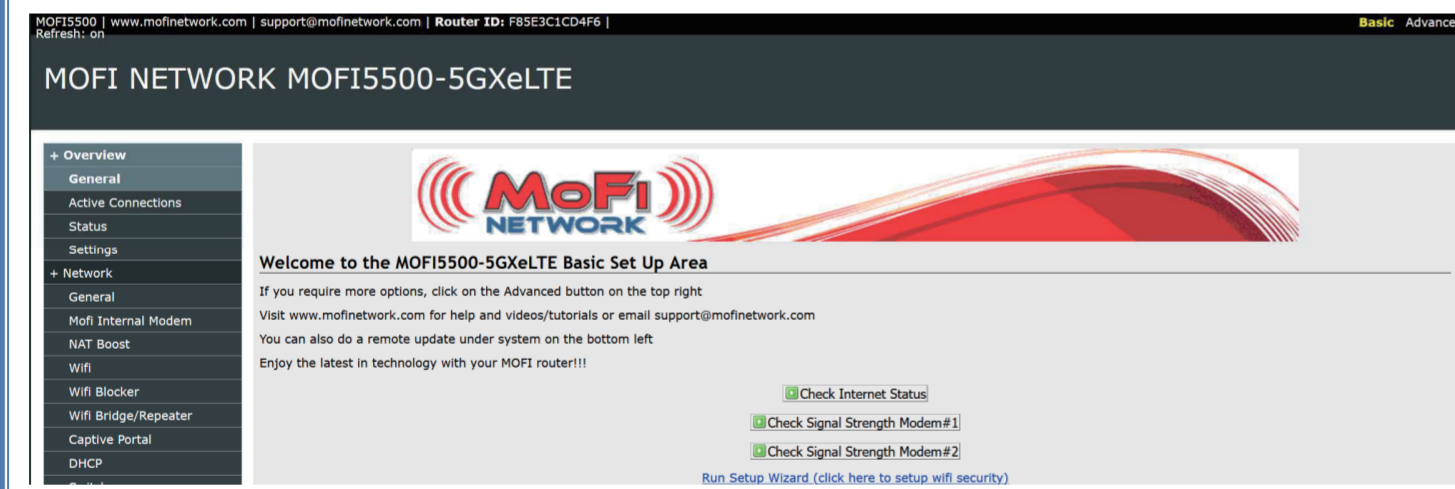 MOFI5500 | www.mofinetwork.com | support@mofinetwork.com | Router ID: F85E3C1CD4F6 |
Refresh: on
Basic Advance
MOFI NETWORK MOFI5500-5GXeLTE
+ Overview
General
Active Connections
Status
Settings
+ Network
General
Mofi Internal Modem
NAT Boost
Wifi
Wifi Blocker
Wifi Bridge/Repeater
Captive Portal
DHCP
MoFi
NETWORK
Welcome to the MOFI5500-5GXeLTE Basic Set Up Area
If you require more options, click on the Advanced button on the top right
Visit www.mofinetwork.com for help and videos/tutorials or email support@mofinetwork.com
You can also do a remote update under system on the bottom left
Enjoy the latest in technology with your MOFI router!!!
Check Internet Status
Check Signal Strength Modem#1
Check Signal Strength Modem#2
Run Setup Wizard (click here to setup wifi security)